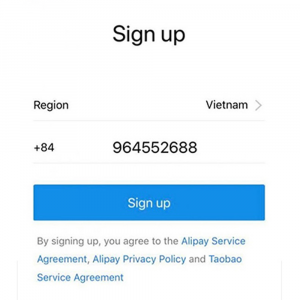 Sign up
Region Vietnam
+84 964552688
Sign up
By signing up, you agree to the Alipay Service
Agreement, Alipay Privacy Policy and Taobao
Service Agreement